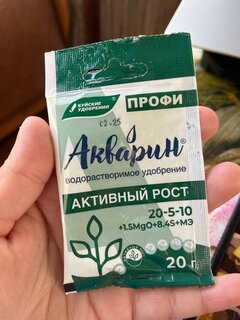 БУЙСКИЕ
УДОБРЕНИЯ
ПРОФИ
Акварин®
водорастворимое удобрение
АКТИВНЫЙ РОСТ
20-5-10
+1.5MgO+8.4S+МЭ
20 г